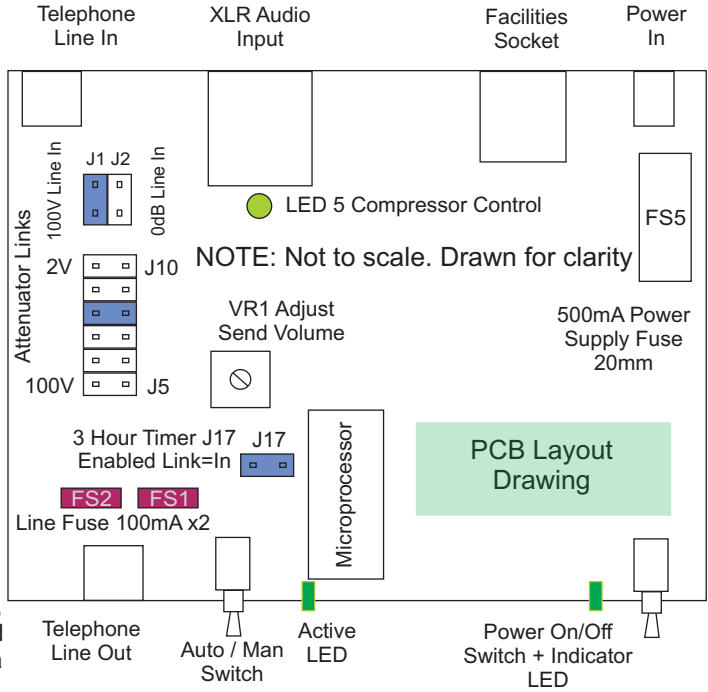 Telephone
Line In
XLR Audio
Input
Facilities
Socket
Power
In
100V Line In
J1 J2
0dB Line In
LED 5 Compressor Control
FS5
Attenuator Links
2V
J10
NOTE: Not to scale. Drawn for clarity
VR1 Adjust
Send Volume
500mA Power
Supply Fuse
20mm
100V
J5
3 Hour Timer J17
Enabled Link=In
J17
Microprocessor
PCB Layout
Drawing
FS2
FS1
Line Fuse 100mA x2
Telephone
Line Out
Auto / Man
Switch
Active
LED
Power On/Off
Switch + Indicator
LED